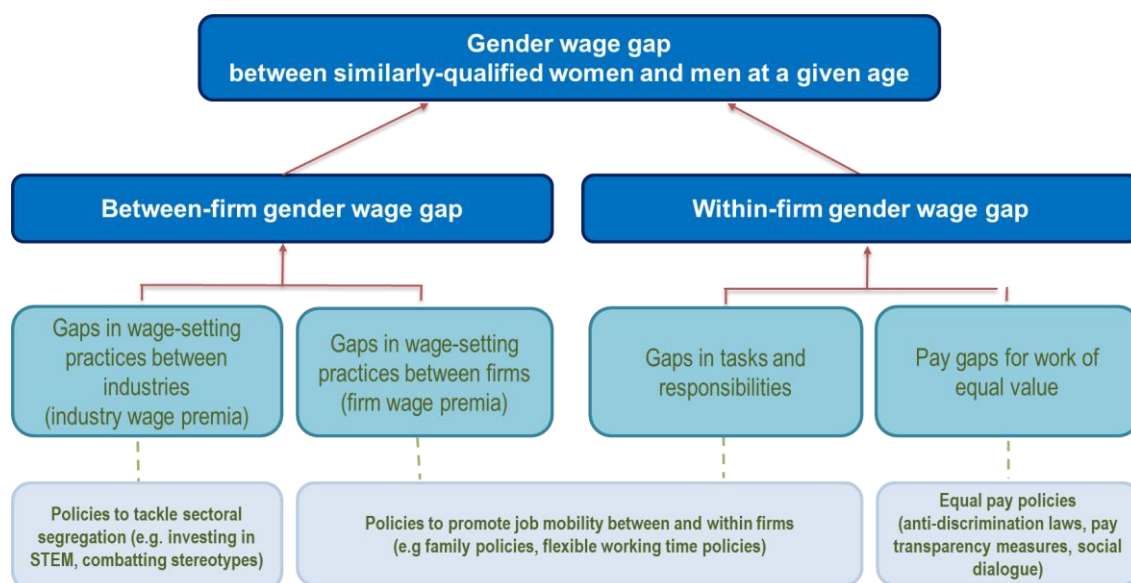 Gender wage gap
between similarly-qualified women and men at a given age
Between-firm gender wage gap
Within-firm gender wage gap
Gaps in wage-setting
practices between
industries
(industry wage premia)
Gaps in wage-setting
practices between firms
(firm wage premia)
Gaps in tasks and
responsibilities
Pay gaps for work of
equal value
Policies to tackle sectoral
segregation (e.g. investing in
STEM, combatting stereotypes)
Policies to promote job mobility between and within firms
(e.g family policies, flexible working time policies)
Equal pay policies
(anti-discrimination laws, pay
transparency measures, social
dialogue)